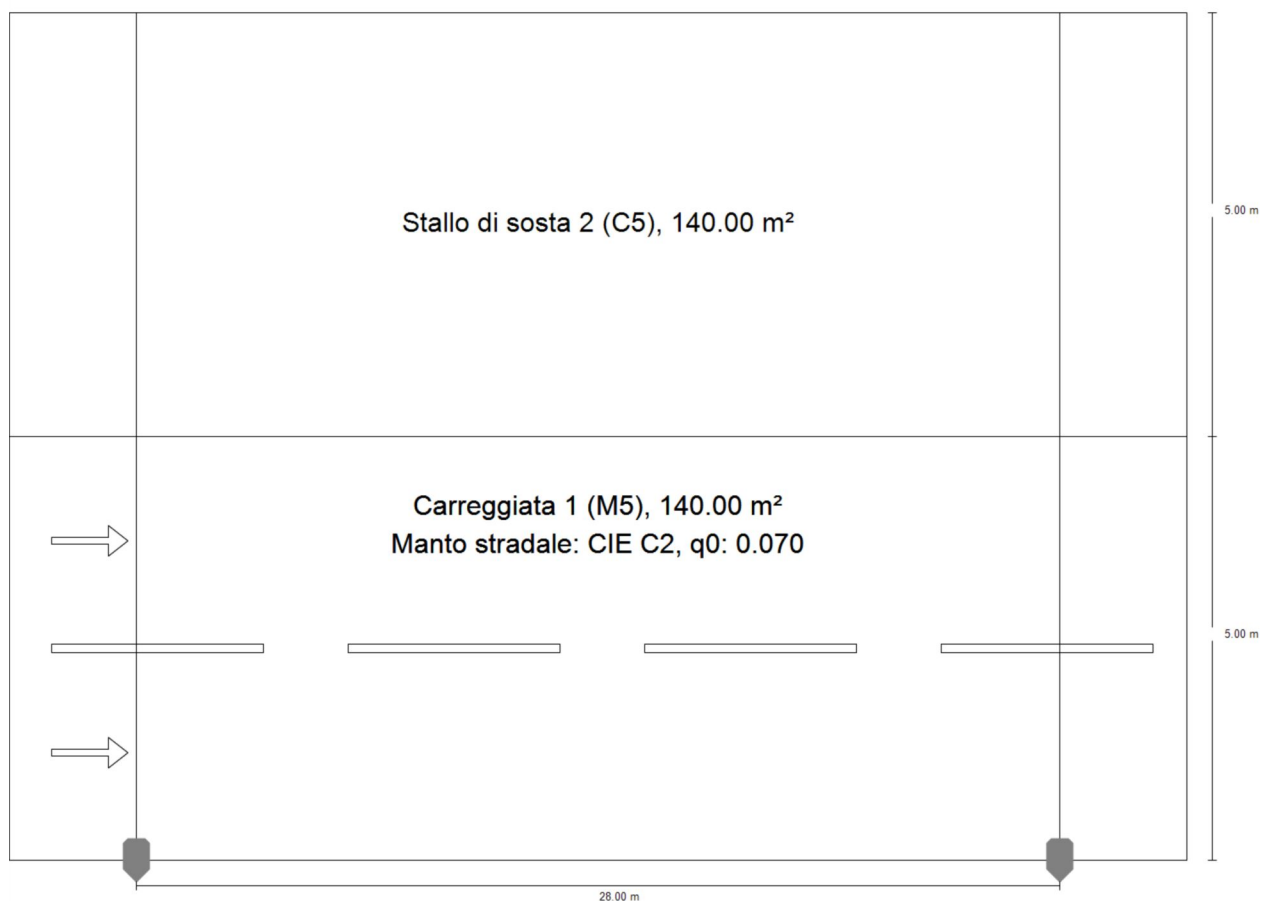 Stallo di sosta 2 (C5), 140.00 m²
5.00 m
Carreggiata 1 (M5), 140.00 m²
Manto stradale: CIE C2, q0: 0.070
5.00 m
28.00 m